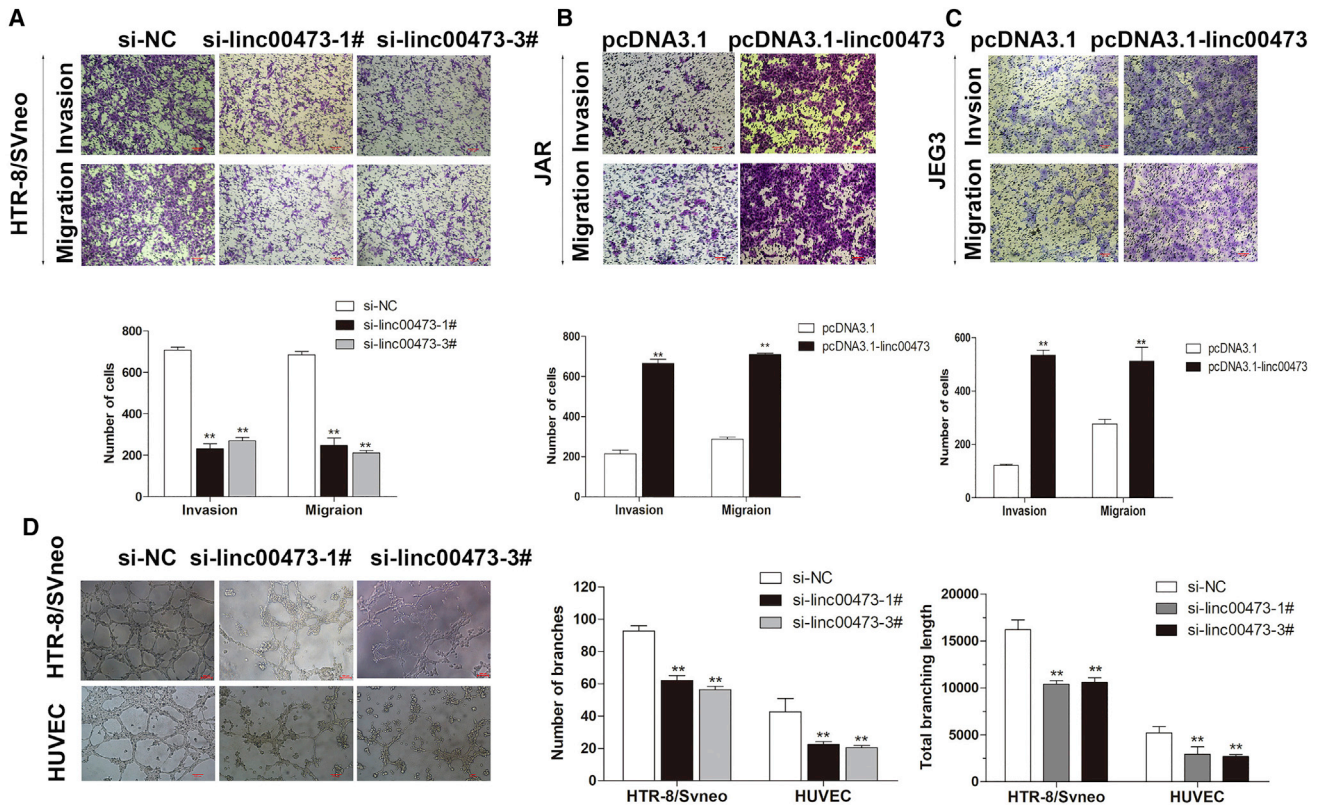 A
si-NC si-linc00473-1# si-linc00473-3#
HTR-8/SVneo
Migration Invasion
B
pcDNA3.1 pcDNA3.1-linc00473
JAR
Migration Invasion
C
pcDNA3.1 pcDNA3.1-linc00473
JEG3
Migration Invasion
si-NC
si-linc00473-1#
si-linc00473-3#
Number of cells
800
600
400
200
0
** ** ** **
Invasion Migraion
pcDNA3.1
pcDNA3.1-linc00473
Number of cells
800
600
400
200
0
** **
Invasion Migraion
pcDNA3.1
pcDNA3.1-linc00473
Number of cells
600
400
200
0
** **
Invasion Migraion
D
si-NC si-linc00473-1# si-linc00473-3#
HTR-8/SVneo
HUVEC
si-NC
si-linc00473-1#
si-linc00473-3#
Number of branches
120
100
80
60
40
20
0
** ** ** **
HTR-8/Svneo HUVEC
si-NC
si-linc00473-1#
si-linc00473-3#
Total branching length
20000
15000
10000
5000
0
** ** ** **
HTR-8/Svneo HUVEC